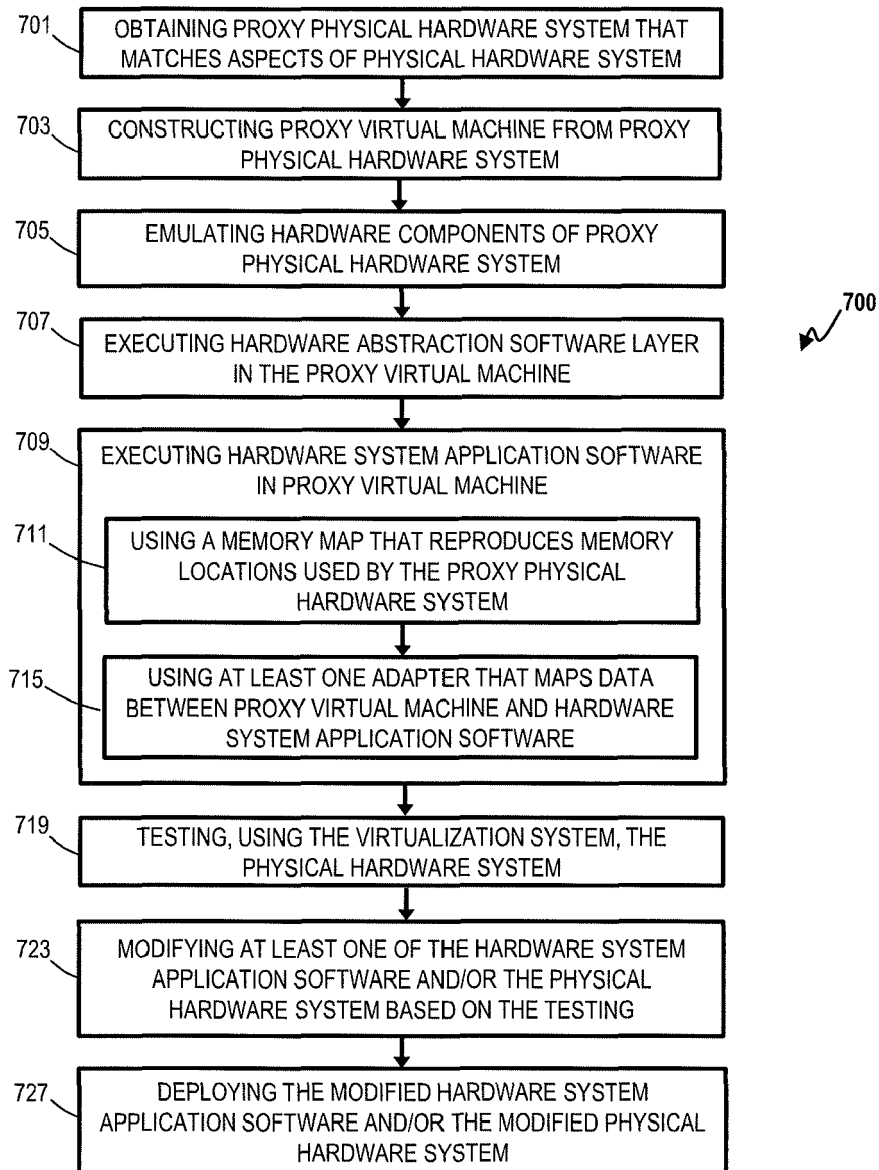 701
OBTAINING PROXY PHYSICAL HARDWARE SYSTEM THAT
MATCHES ASPECTS OF PHYSICAL HARDWARE SYSTEM
703
CONSTRUCTING PROXY VIRTUAL MACHINE FROM PROXY
PHYSICAL HARDWARE SYSTEM
705
EMULATING HARDWARE COMPONENTS OF PROXY
PHYSICAL HARDWARE SYSTEM
700
707
EXECUTING HARDWARE ABSTRACTION SOFTWARE LAYER
IN THE PROXY VIRTUAL MACHINE
709
EXECUTING HARDWARE SYSTEM APPLICATION SOFTWARE
IN PROXY VIRTUAL MACHINE
711
USING A MEMORY MAP THAT REPRODUCES MEMORY
LOCATIONS USED BY THE PROXY PHYSICAL
HARDWARE SYSTEM
715
USING AT LEAST ONE ADAPTER THAT MAPS DATA
BETWEEN PROXY VIRTUAL MACHINE AND HARDWARE
SYSTEM APPLICATION SOFTWARE
719
TESTING, USING THE VIRTUALIZATION SYSTEM, THE
PHYSICAL HARDWARE SYSTEM
723
MODIFYING AT LEAST ONE OF THE HARDWARE SYSTEM
APPLICATION SOFTWARE AND/OR THE PHYSICAL
HARDWARE SYSTEM BASED ON THE TESTING
727
DEPLOYING THE MODIFIED HARDWARE SYSTEM
APPLICATION SOFTWARE AND/OR THE MODIFIED PHYSICAL
HARDWARE SYSTEM